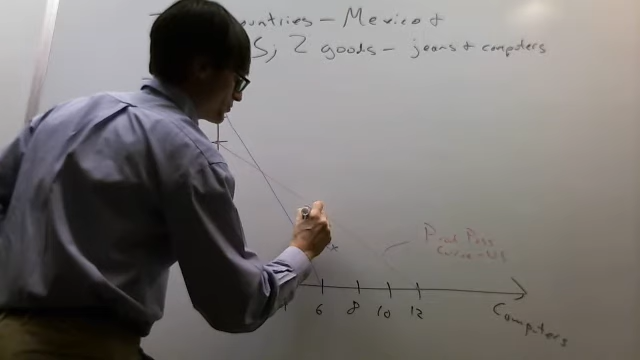 countries - Mexico &
S; 2 goods - jeans & computers
Prod Poss
Curve - US
6 8 10 12
Computers